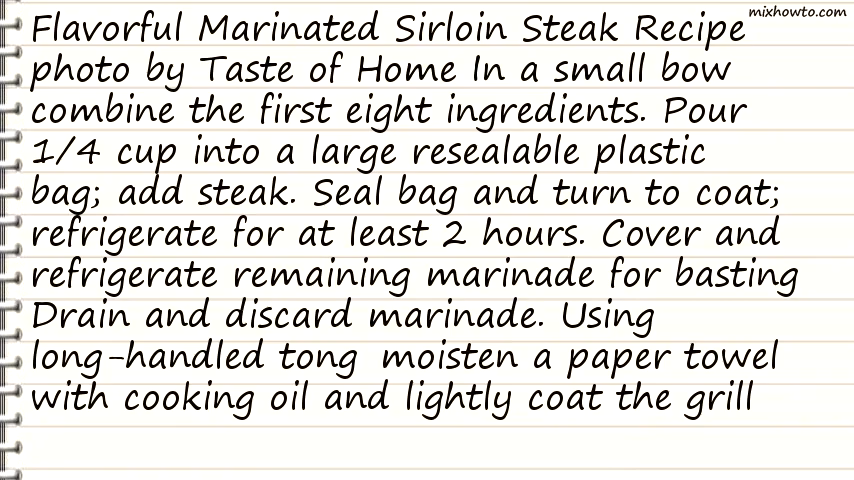 mixhowto.com
Flavorful Marinated Sirloin Steak Recipe
photo by Taste of Home In a small bow
combine the first eight ingredients. Pour
1/4 cup into a large resealable plastic
bag; add steak. Seal bag and turn to coat;
refrigerate for at least 2 hours. Cover and
refrigerate remaining marinade for basting
Drain and discard marinade. Using
long-handled tong moisten a paper towel
with cooking oil and lightly coat the grill